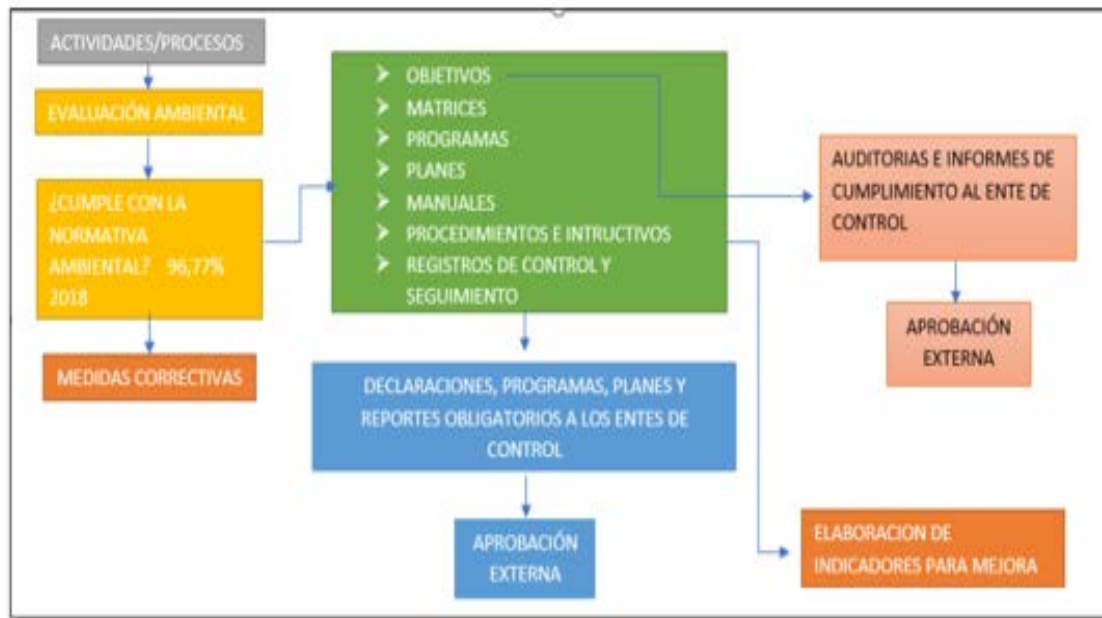 ACTIVIDADES/PROCESOS
EVALUACIÓN AMBIENTAL
¿CUMPLE CON LA
NORMATIVA
AMBIENTAL? 96,77%
2018
MEDIDAS CORRECTIVAS
OBJETIVOS
MATRICES
PROGRAMAS
PLANES
MANUALES
PROCEDIMIENTOS E INTRUCTIVOS
REGISTROS DE CONTROL Y
SEGUIMIENTO
DECLARACIONES, PROGRAMAS, PLANES Y
REPORTES OBLIGATORIOS A LOS ENTES DE
CONTROL
APROBACIÓN
EXTERNA
AUDITORIAS E INFORMES DE
CUMPLIMIENTO AL ENTE DE
CONTROL
APROBACIÓN
EXTERNA
ELABORACION DE
INDICADORES PARA MEJORA